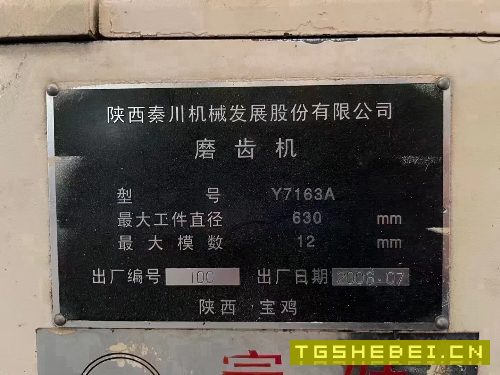 陕西秦川机械发展股份有限公司
磨齿机
型 号 Y7163A
最大工件直径 630 mm
最大模数 12 mm
出厂编号 100 出厂日期 2006.07
陕西 宝鸡
TGSHEBEI.CN